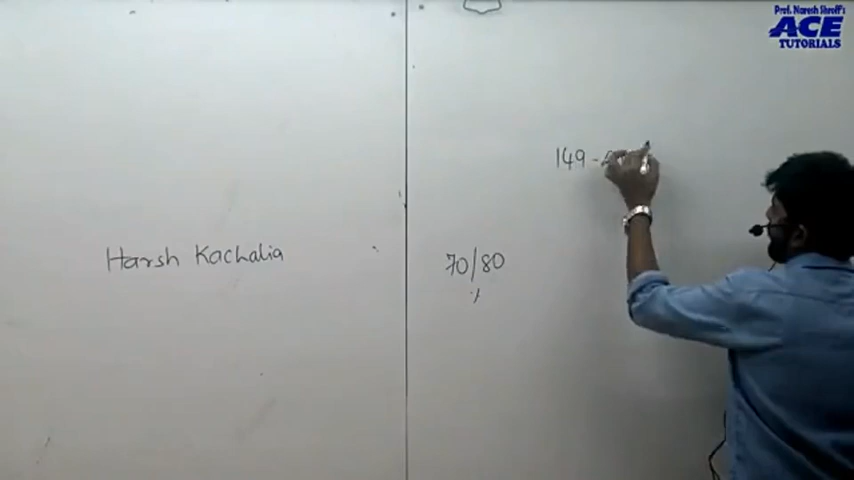 Prof. Naresh Shroff's
ACE
TUTORIALS
149 -
Harsh Kachalia
70/80
%